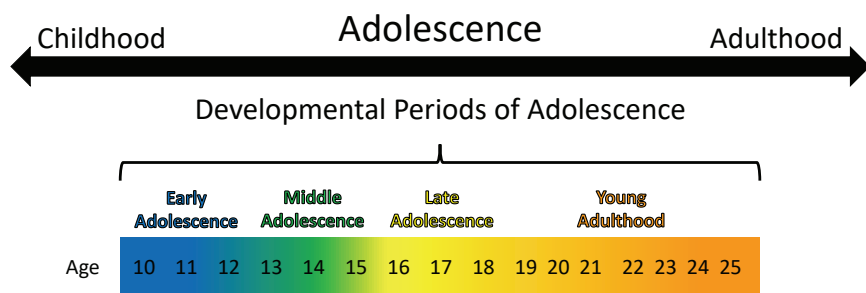 Childhood Adolescence Adulthood
Developmental Periods of Adolescence
Early Adolescence
Middle Adolescence
Late Adolescence
Young Adulthood
Age 10 11 12 13 14 15 16 17 18 19 20 21 22 23 24 25